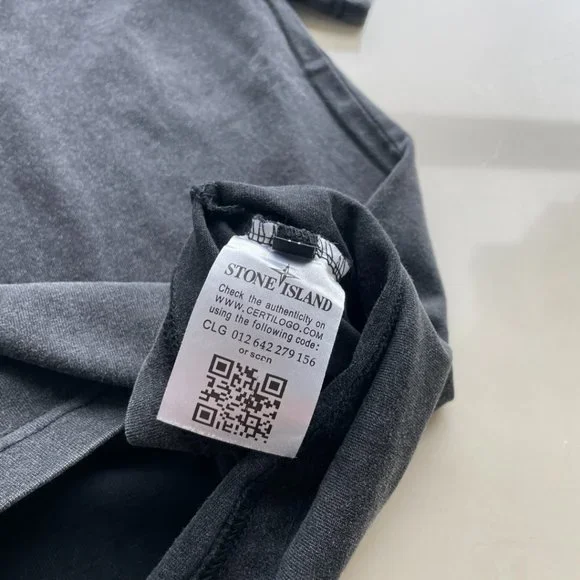 STONE ISLAND
Check the authenticity on
WWW.CERTILOGO.COM
using the following code:
CLG 012 642 279 156
or scan